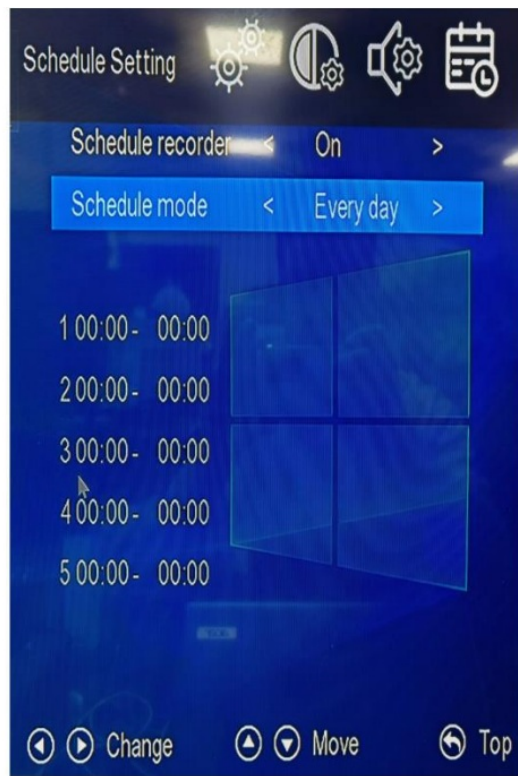 Schedule Setting
Schedule recorder < On >
Schedule mode < Every day >
1 00:00 - 00:00
2 00:00 - 00:00
3 00:00 - 00:00
4 00:00 - 00:00
5 00:00 - 00:00
Change Move Top